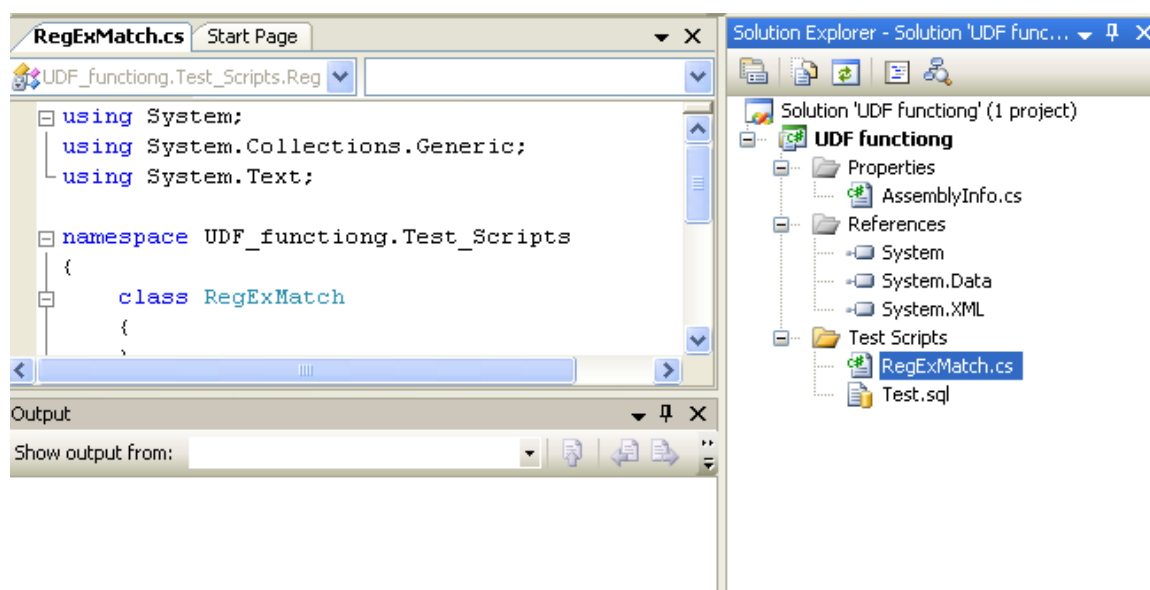 RegExMatch.cs Start Page
UDF_functiong.Test_Scripts.Reg
using System;
using System.Collections.Generic;
using System.Text;
namespace UDF_functiong.Test_Scripts
{
class RegExMatch
{
Output
Show output from:
Solution Explorer - Solution 'UDF func...
Solution 'UDF functiong' (1 project)
UDF functiong
Properties
AssemblyInfo.cs
References
System
System.Data
System.XML
Test Scripts
RegExMatch.cs
Test.sql